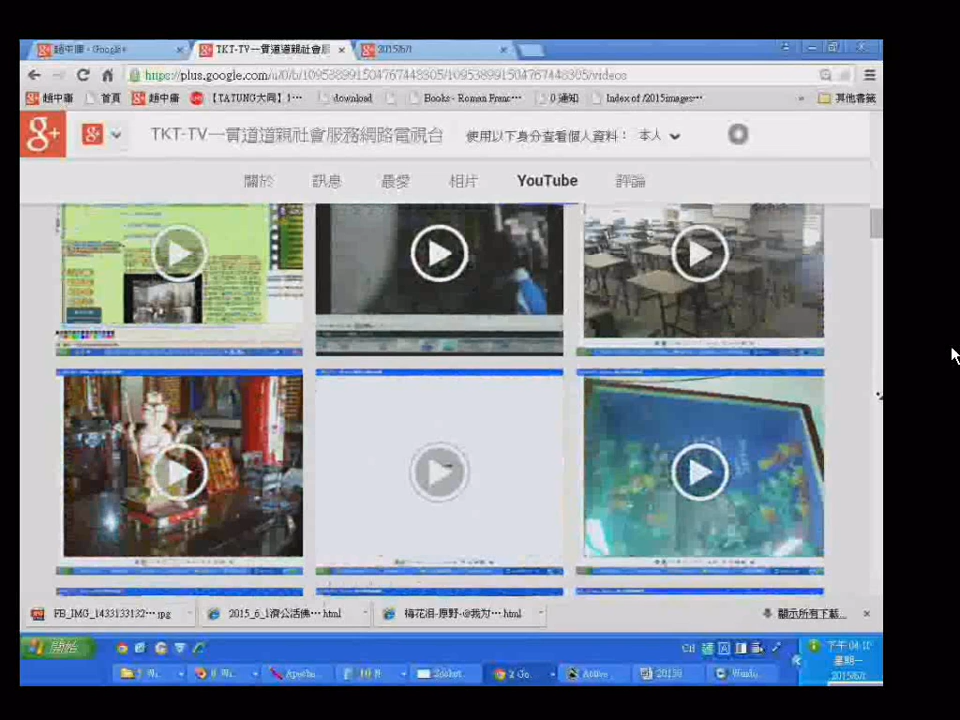 趙中庸 - Google+
TKT-TV一貫道道親社會服
2015/6/1
https://plus.google.com/u/0/b/109538991504767448305/109538991504767448305/videos
趙中庸 首頁 趙中庸 【TATUNG大同】1… download Books - Roman Franc… 0 通知 Index of /2015images… » 其他書籤
g+ TKT-TV一貫道道親社會服務網路電視台 使用以下身分查看個人資料： 本人
關於 訊息 最愛 相片 YouTube 評論
FB_IMG_1433133132….jpg 2015_6_1濟公活佛….html 梅花泪-原野-@我为….html 顯示所有下載...
開始 CH 下午 04:10
星期一
2015/6/1